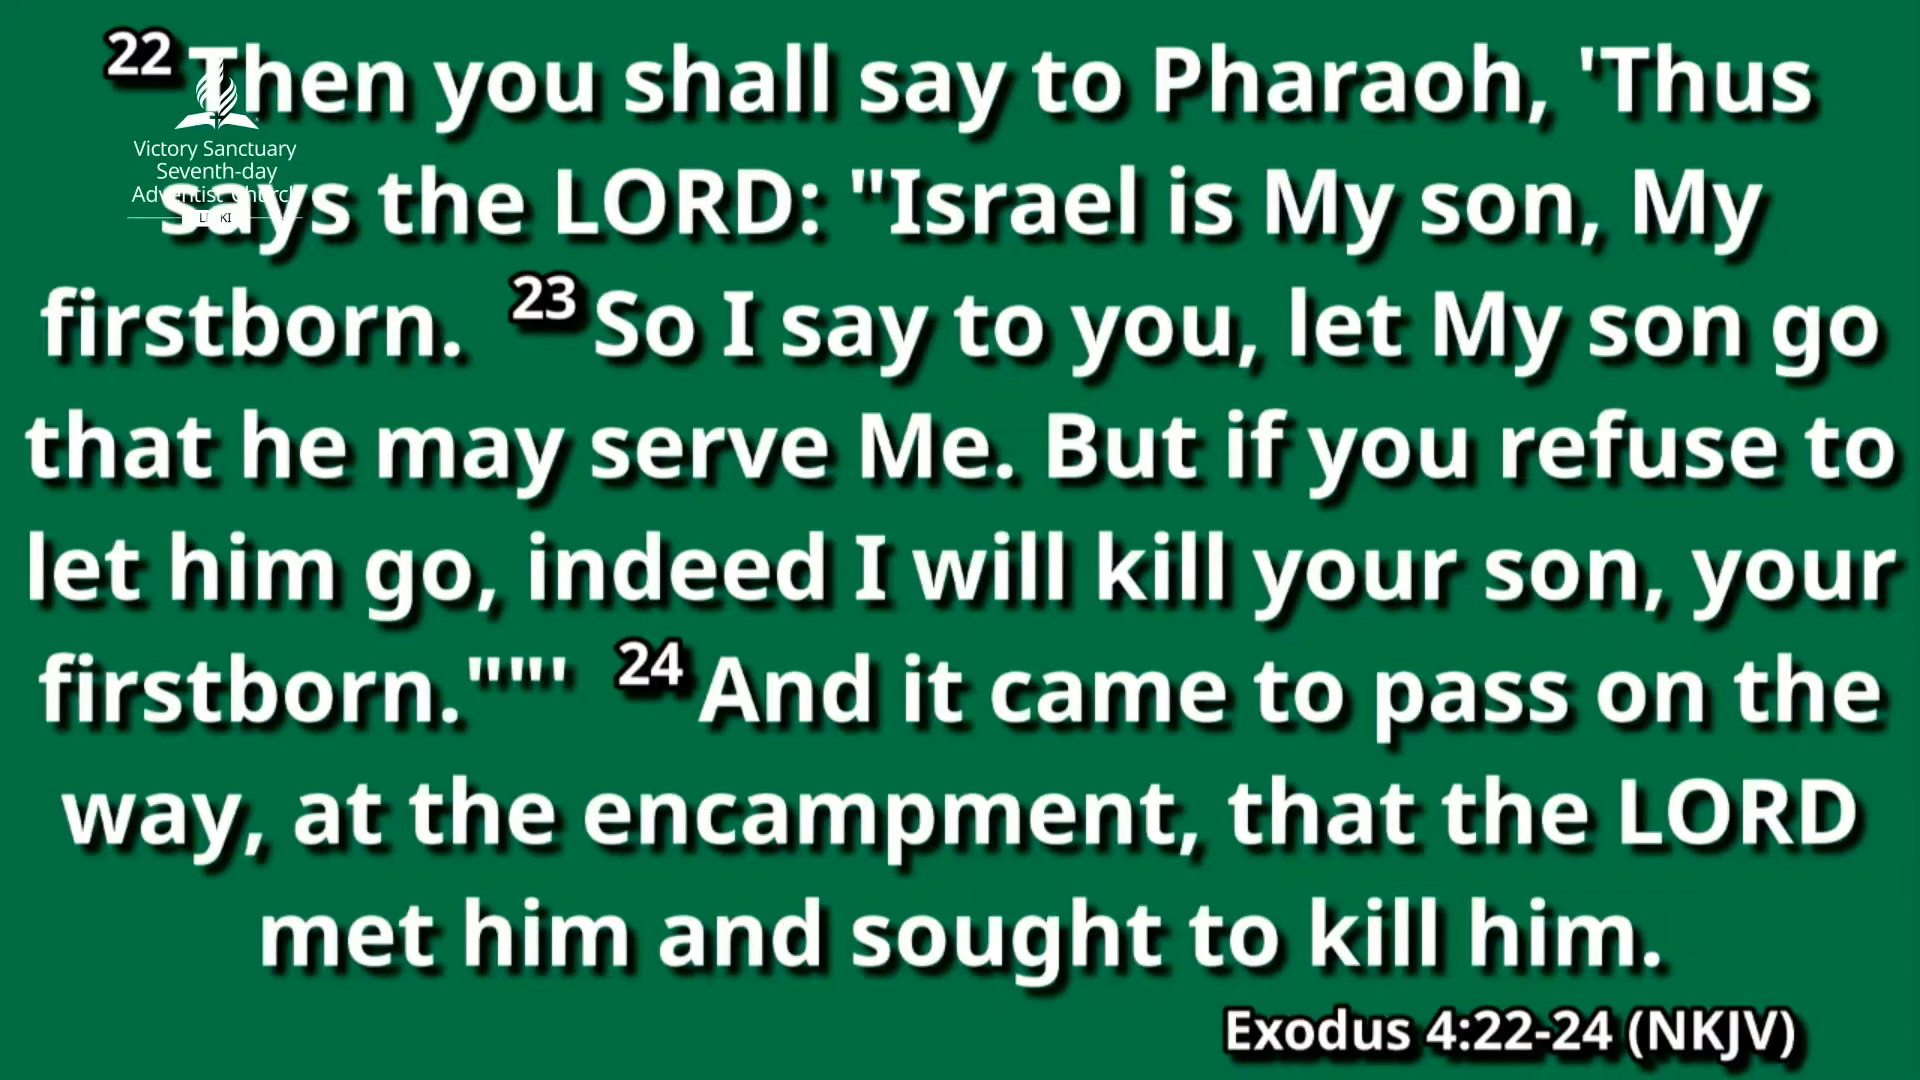 22 Then you shall say to Pharaoh, 'Thus
says the LORD: "Israel is My son, My
firstborn. 23 So I say to you, let My son go
that he may serve Me. But if you refuse to
let him go, indeed I will kill your son, your
firstborn.""'" 24 And it came to pass on the
way, at the encampment, that the LORD
met him and sought to kill him.
Exodus 4:22-24 (NKJV)
Victory Sanctuary
Seventh-day
Adventist Church